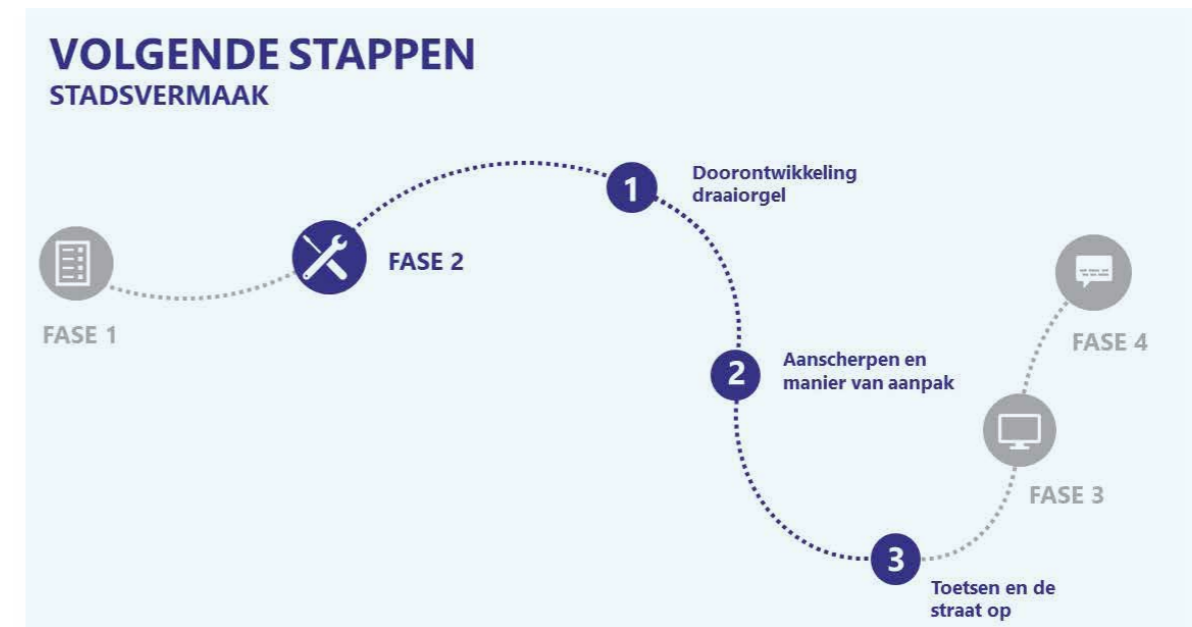 VOLGENDE STAPPEN
STADSVERMAAK
FASE 1
FASE 2
1
Doorontwikkeling
draaiorgel
2
Aanscherpen en
manier van aanpak
3
Toetsen en de
straat op
FASE 3
FASE 4